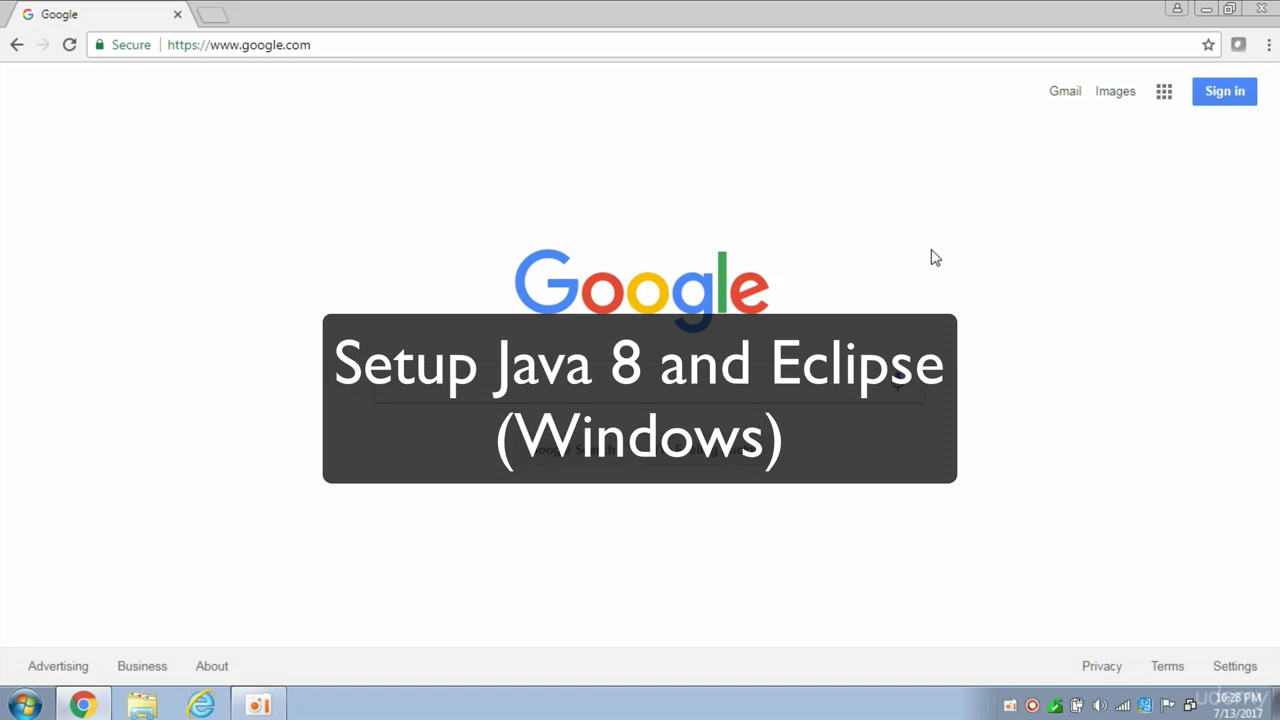 Google
Secure
https://www.google.com
Gmail
Images
Sign in
Google
Setup Java 8 and Eclipse
(Windows)
Advertising
Business
About
Privacy
Terms
Settings
udemy
10:28 PM
7/13/2017